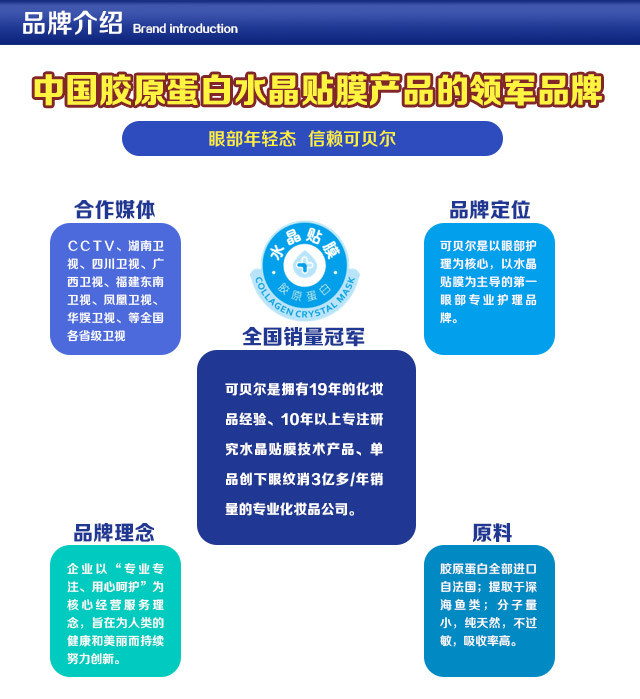 品牌介绍 Brand introduction
中国胶原蛋白水晶贴膜产品的领军品牌
眼部年轻态 信赖可贝尔
合作媒体
CCTV、湖南卫
视、四川卫视、广
西卫视、福建东南
卫视、凤凰卫视、
华娱卫视、等全国
各省级卫视
水晶贴膜
胶原蛋白
COLLAGEN CRYSTAL MASK
品牌定位
可贝尔是以眼部护
理为核心，以水晶
贴膜为主导的第一
眼部专业护理品
牌。
全国销量冠军
可贝尔是拥有19年的化妆
品经验、10年以上专注研
究水晶贴膜技术产品、单
品创下眼纹消3亿多/年销
量的专业化妆品公司。
品牌理念
企业以“专业专
注、用心呵护”为
核心经营服务理
念，旨在为人类的
健康和美丽而持续
努力创新。
原料
胶原蛋白全部进口
自法国；提取于深
海鱼类；分子量
小，纯天然，不过
敏，吸收率高。